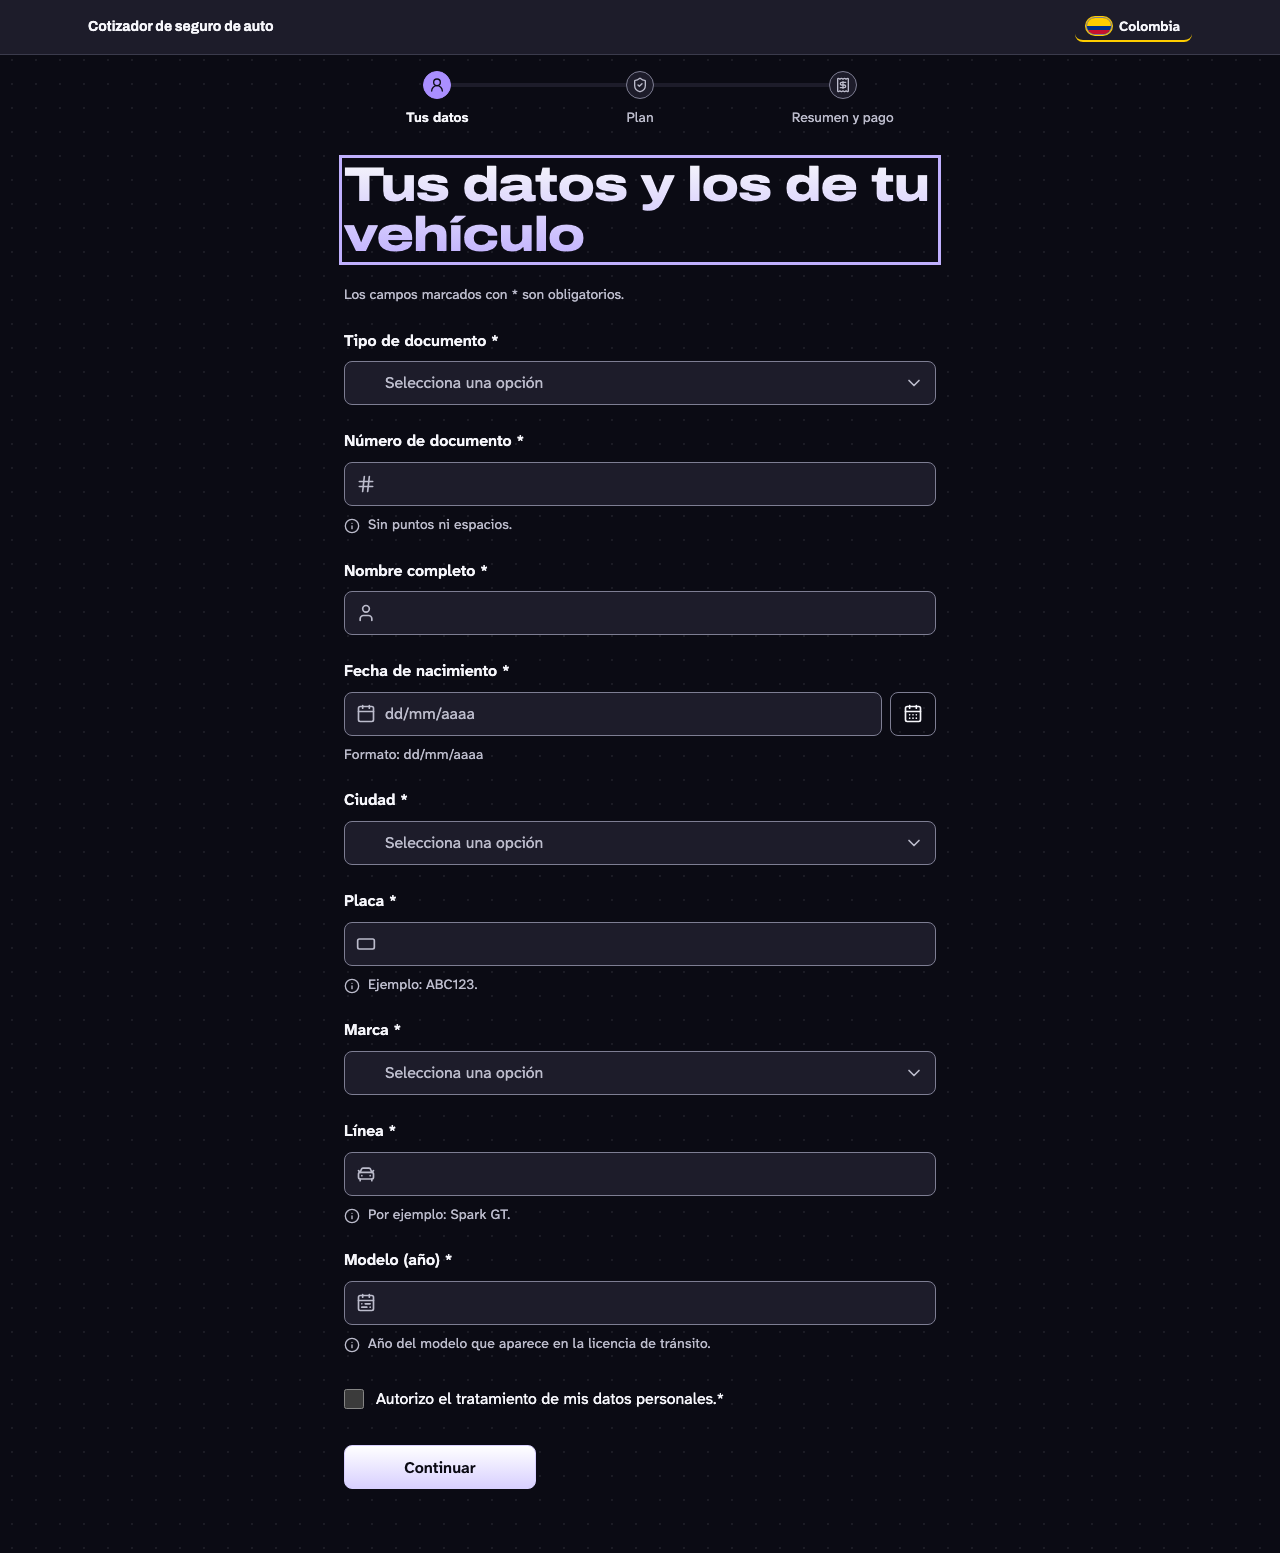 Cotizador de seguro de auto
Colombia
Tus datos
Plan
Resumen y pago
Tus datos y los de tu
vehículo
Los campos marcados con * son obligatorios.
Tipo de documento *
Selecciona una opción
Número de documento *
Sin puntos ni espacios.
Nombre completo *
Fecha de nacimiento *
dd/mm/aaaa
Formato: dd/mm/aaaa
Ciudad *
Selecciona una opción
Placa *
Ejemplo: ABC123.
Marca *
Selecciona una opción
Línea *
Por ejemplo: Spark GT.
Modelo (año) *
Año del modelo que aparece en la licencia de tránsito.
Autorizo el tratamiento de mis datos personales.*
Continuar